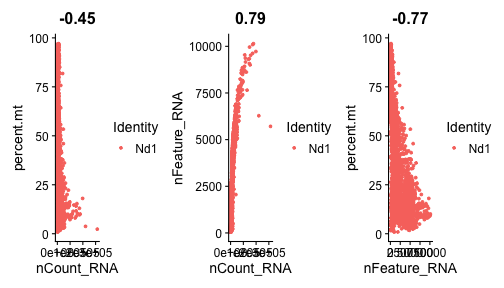 -0.45
100
75
50
25
0
percent.mt
nCount_RNA
Identity
Nd1
0.79
10000
7500
5000
2500
0
nFeature_RNA
nCount_RNA
Identity
Nd1
-0.77
100
75
50
25
0
percent.mt
nFeature_RNA
Identity
Nd1